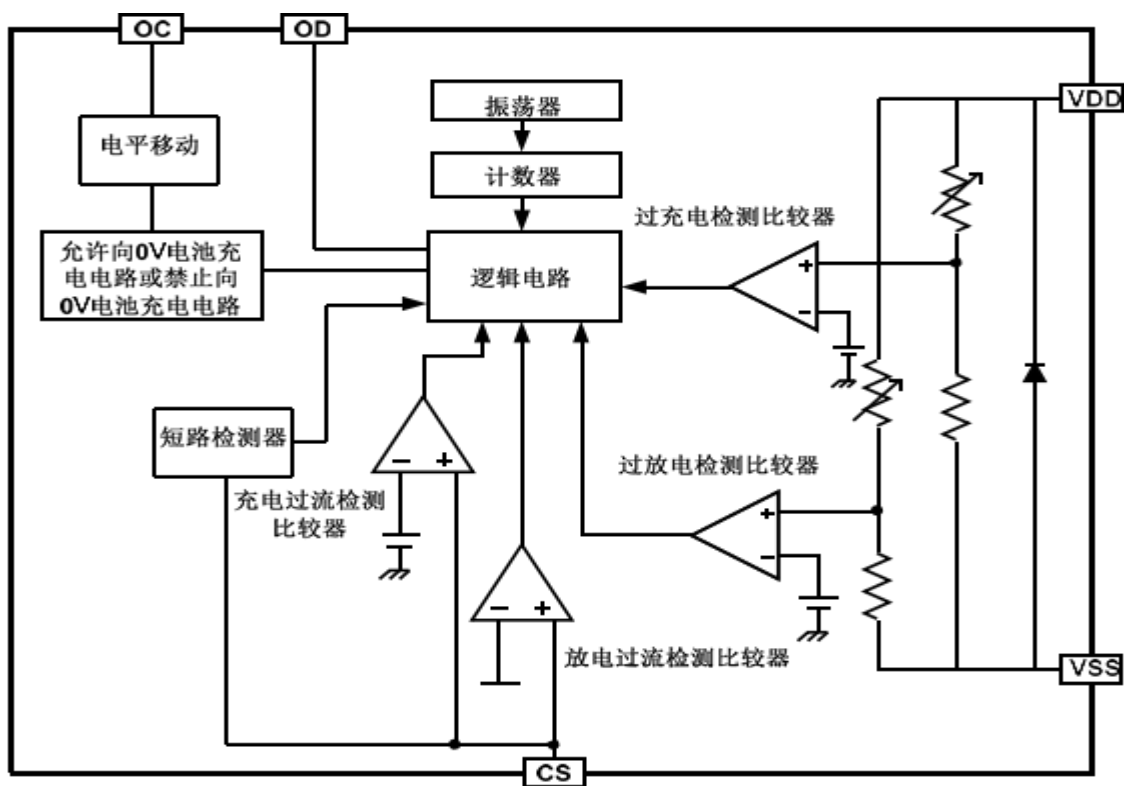 OC
OD
振荡器
VDD
电平移动
计数器
过充电检测比较器
允许向0V电池充
电电路或禁止向
0V电池充电电路
逻辑电路
+
−
短路检测器
− +
过放电检测比较器
充电过流检测
比较器
+
−
− +
放电过流检测比较器
VSS
CS